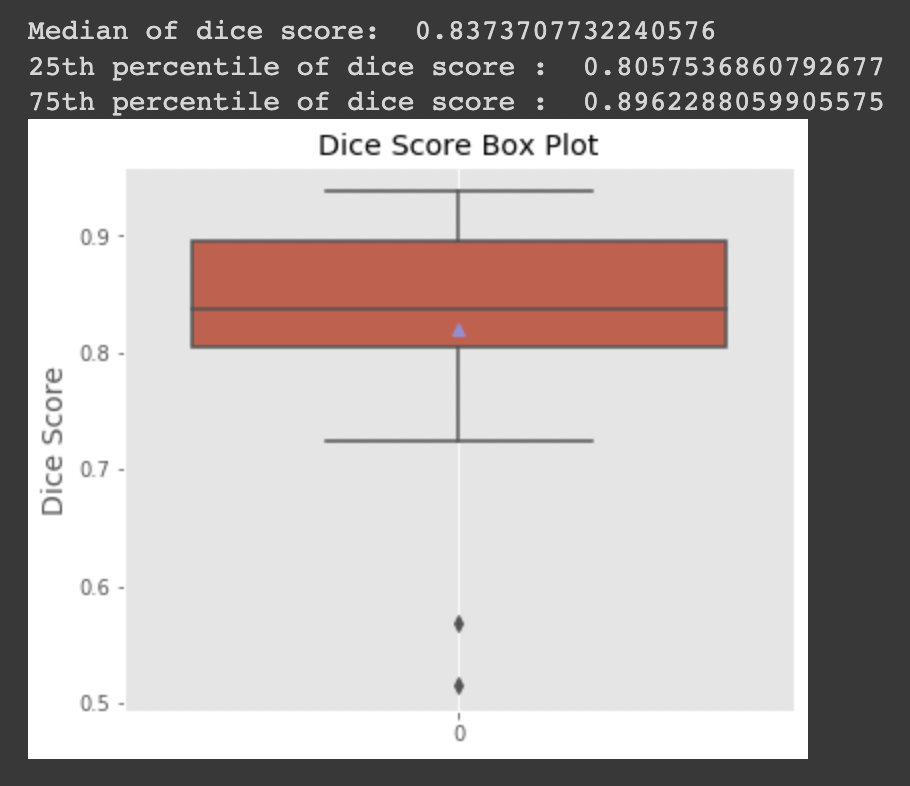 Median of dice score:  0.8373707732240576
25th percentile of dice score :  0.8057536860792677
75th percentile of dice score :  0.8962288059905575
Dice Score Box Plot
0.9
0.8
0.7
0.6
0.5
Dice Score
0